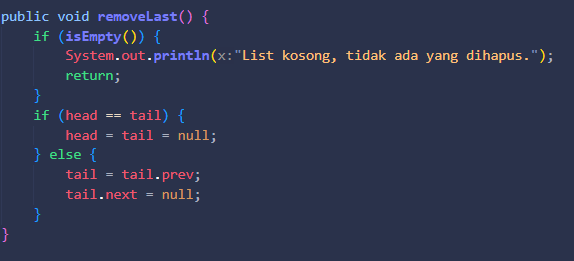 public void removeLast() {
    if (isEmpty()) {
        System.out.println(x:"List kosong, tidak ada yang dihapus.");
        return;
    }
    if (head == tail) {
        head = tail = null;
    } else {
        tail = tail.prev;
        tail.next = null;
    }
}